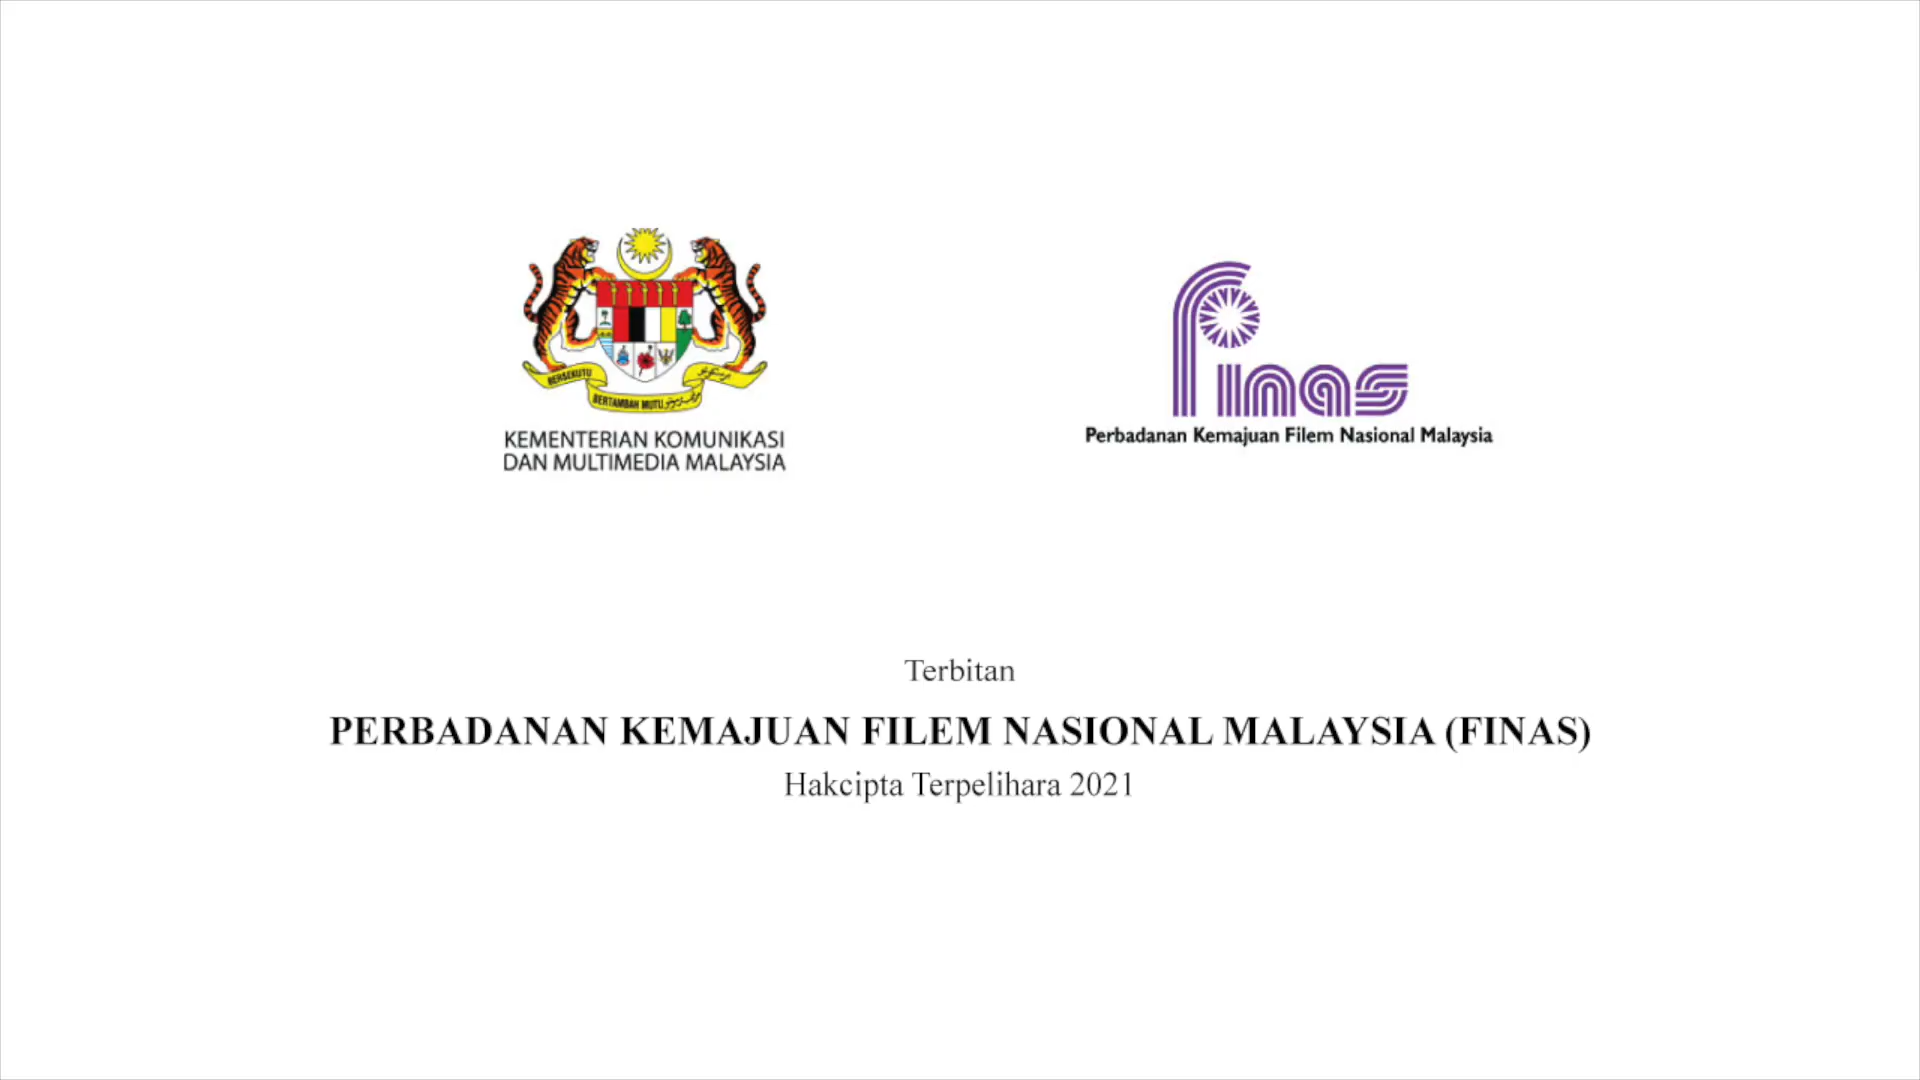 BERSEKUTU
BERTAMBAH MUTU
KEMENTERIAN KOMUNIKASI
DAN MULTIMEDIA MALAYSIA
Finas
Perbadanan Kemajuan Filem Nasional Malaysia
Terbitan
PERBADANAN KEMAJUAN FILEM NASIONAL MALAYSIA (FINAS)
Hakcipta Terpelihara 2021